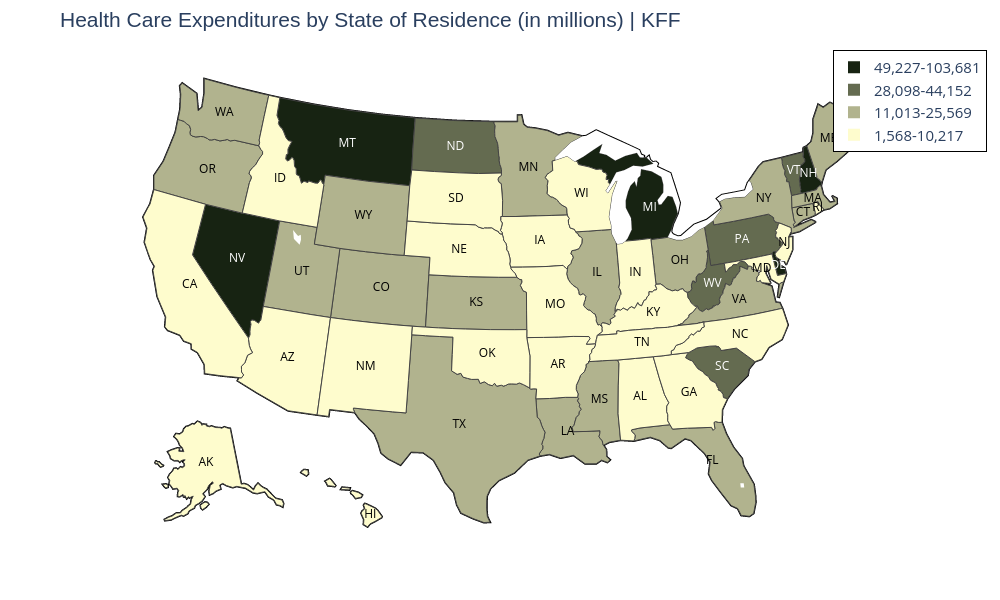 Health Care Expenditures by State of Residence (in millions) | KFF
49,227-103,681
28,098-44,152
11,013-25,569
1,568-10,217
WA
MT
ND
MN
OR
ID
SD
WI
WY
NE
IA
NV
UT
CA
CO
KS
MO
IL
IN
OH
MI
PA
NY
VT
NH
MA
CT
RI
NJ
DE
MD
WV
VA
KY
TN
NC
SC
AZ
NM
OK
AR
TX
LA
MS
AL
GA
FL
AK
HI